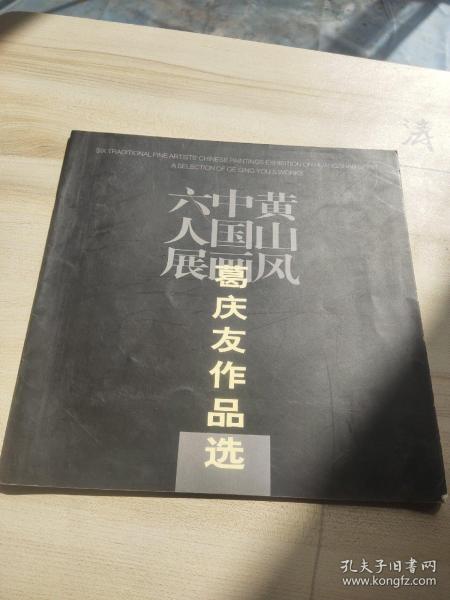 SIX TRADITIONAL FINE ARTISTS' CHINESE PAINTINGS EXHIBITION ON HUANGSHAN
A SELECTION OF GE QING YOU'S WORKS
黄山风
中国画
六人展
葛庆友作品选
涛
孔夫子旧书网
www.kongfz.com